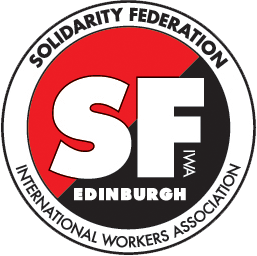 SOLIDARITY FEDERATION
SF
IWA
EDINBURGH
INTERNATIONAL WORKERS ASSOCIATION